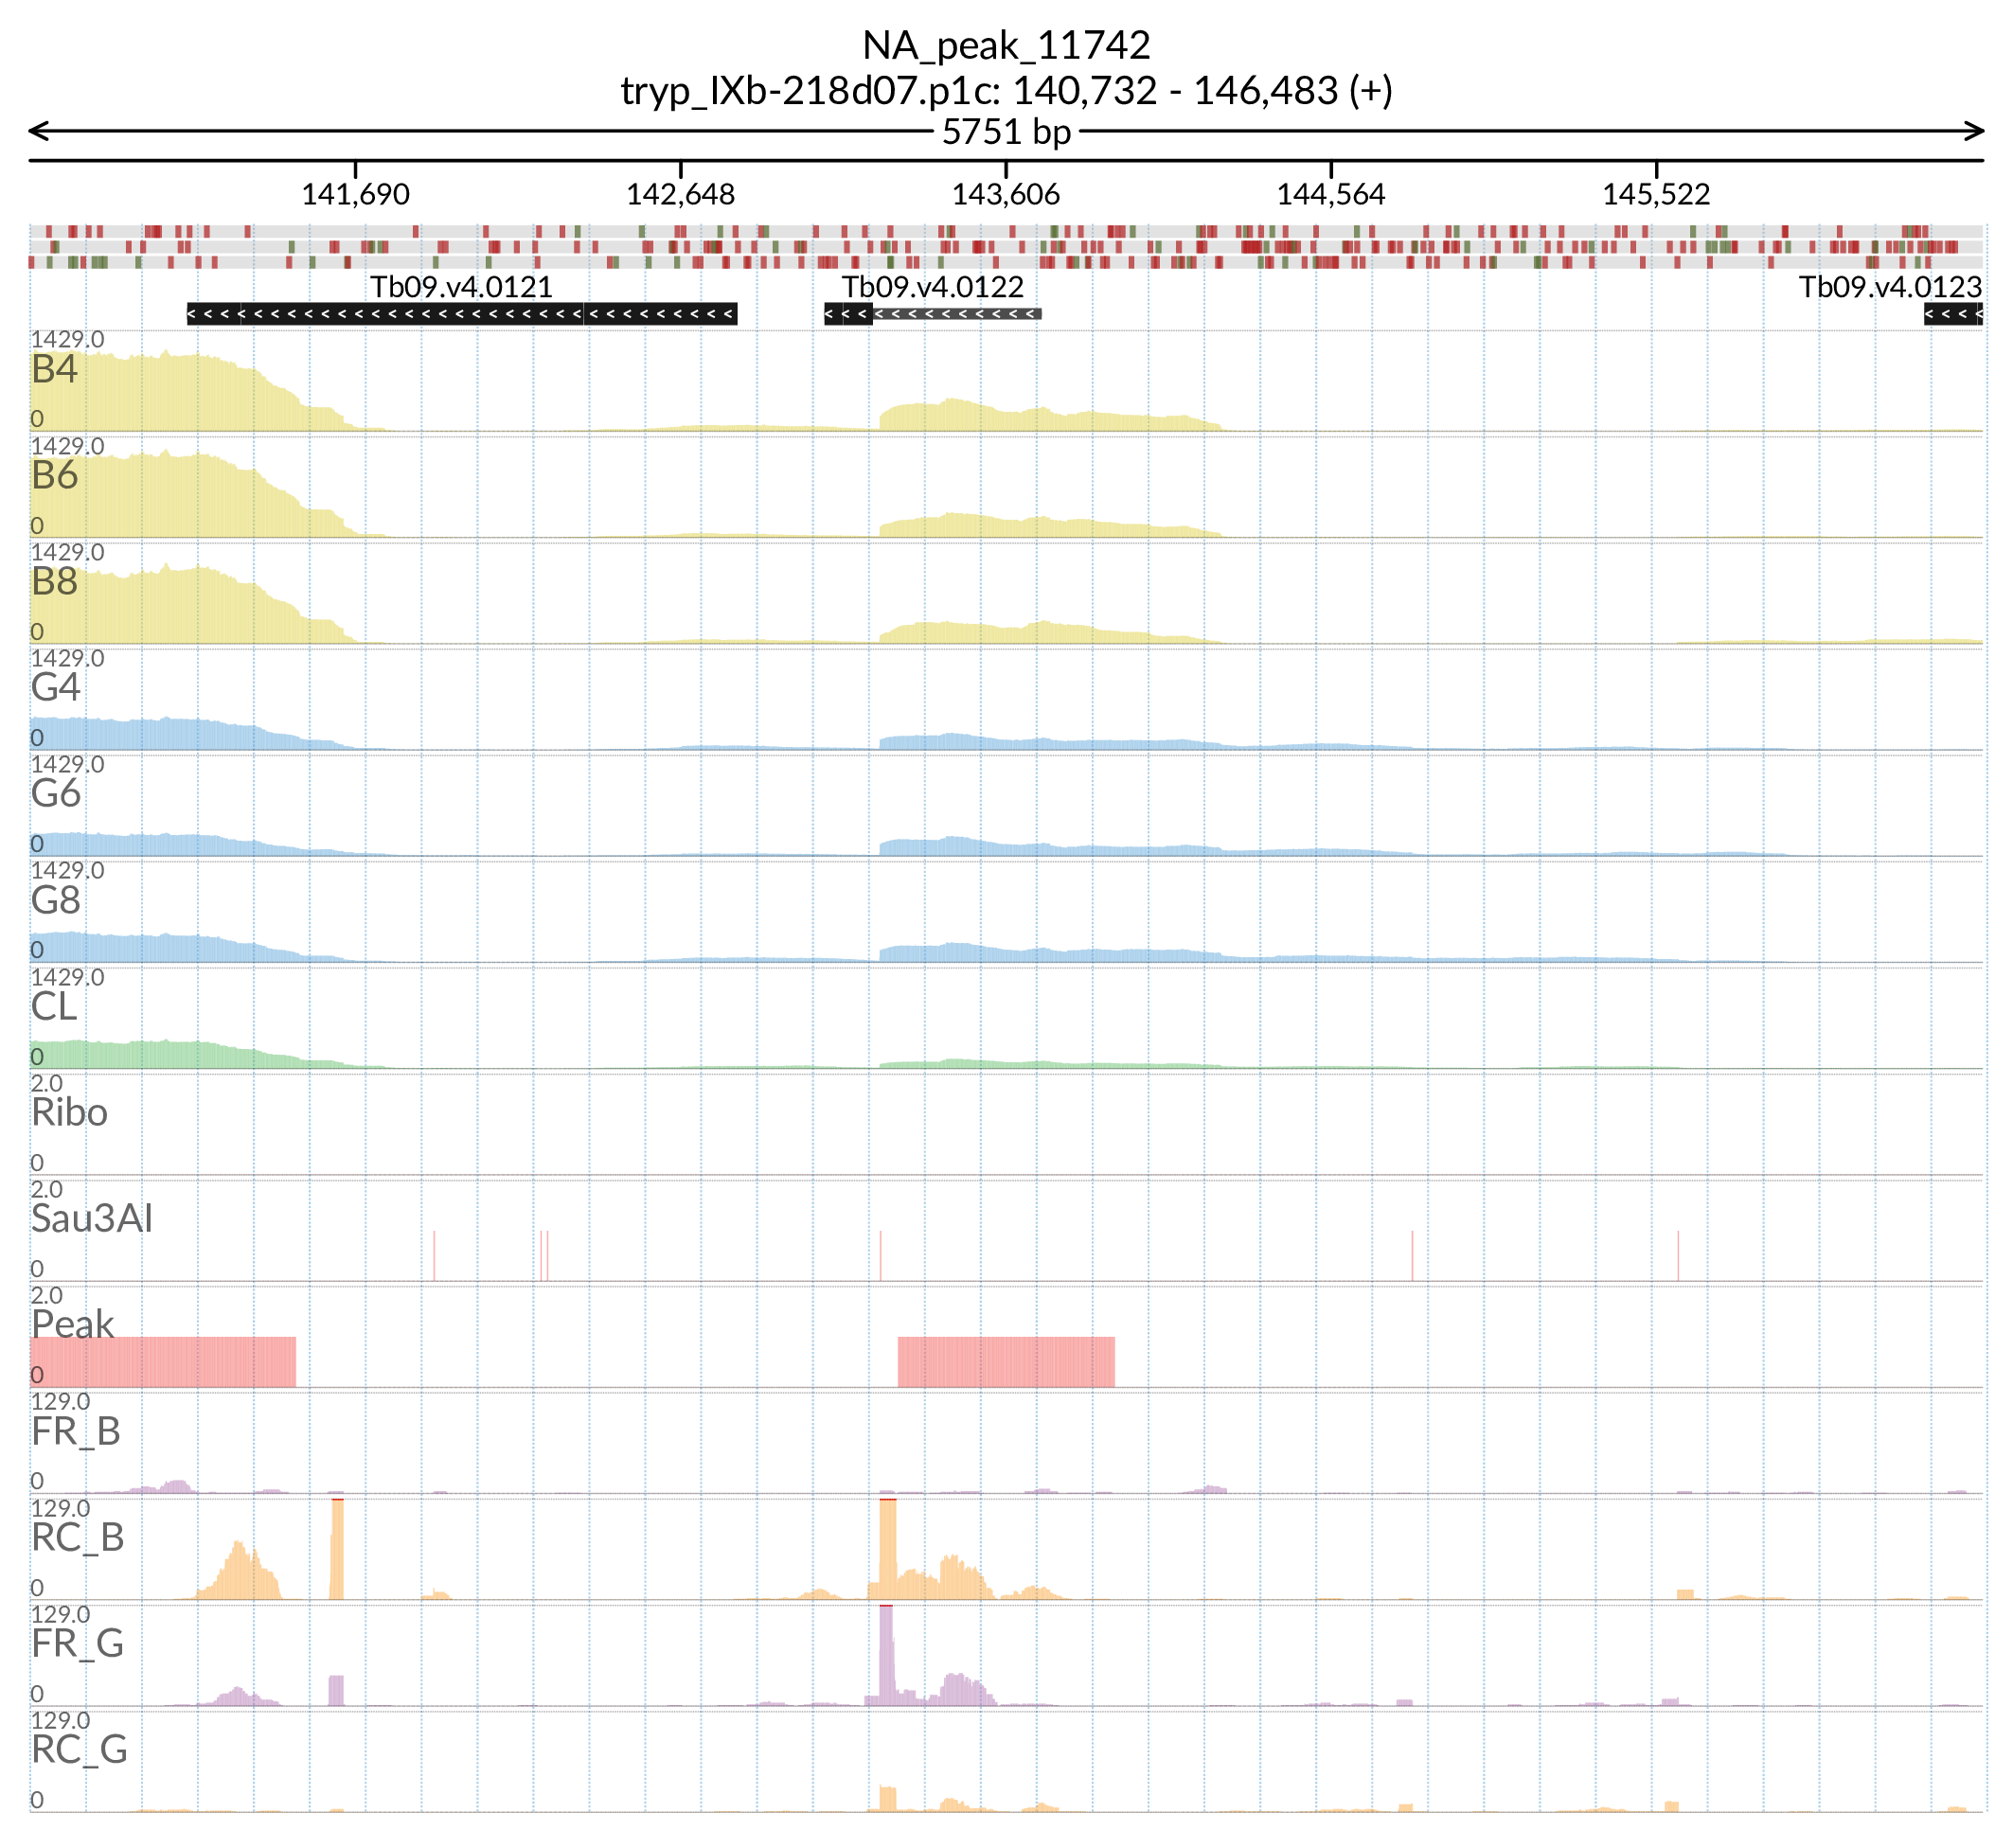 NA_peak_11742
tryp_IXb-218d07.p1c: 140,732 - 146,483 (+)
5751 bp
141,690 142,648 143,606 144,564 145,522
Tb09.v4.0121 Tb09.v4.0122 Tb09.v4.0123
1429.0
B4
0
1429.0
B6
0
1429.0
B8
0
1429.0
G4
0
1429.0
G6
0
1429.0
G8
0
1429.0
CL
0
2.0
Ribo
0
2.0
Sau3AI
0
2.0
Peak
0
129.0
FR_B
0
129.0
RC_B
0
129.0
FR_G
0
129.0
RC_G
0